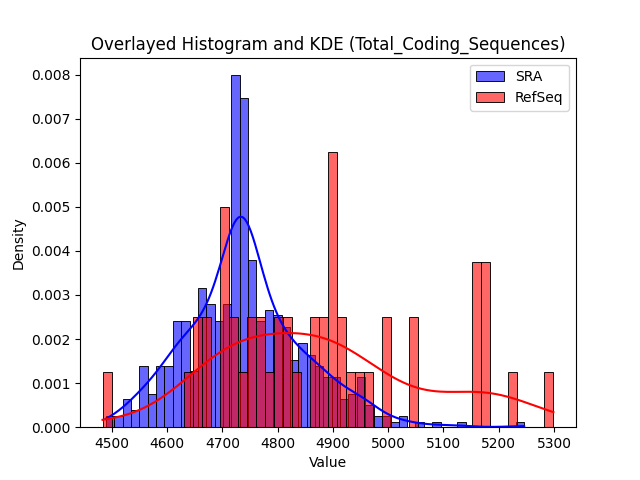 Overlayed Histogram and KDE (Total_Coding_Sequences)
SRA
RefSeq
0.008
0.007
0.006
0.005
0.004
0.003
0.002
0.001
0.000
Density
4500 4600 4700 4800 4900 5000 5100 5200 5300
Value